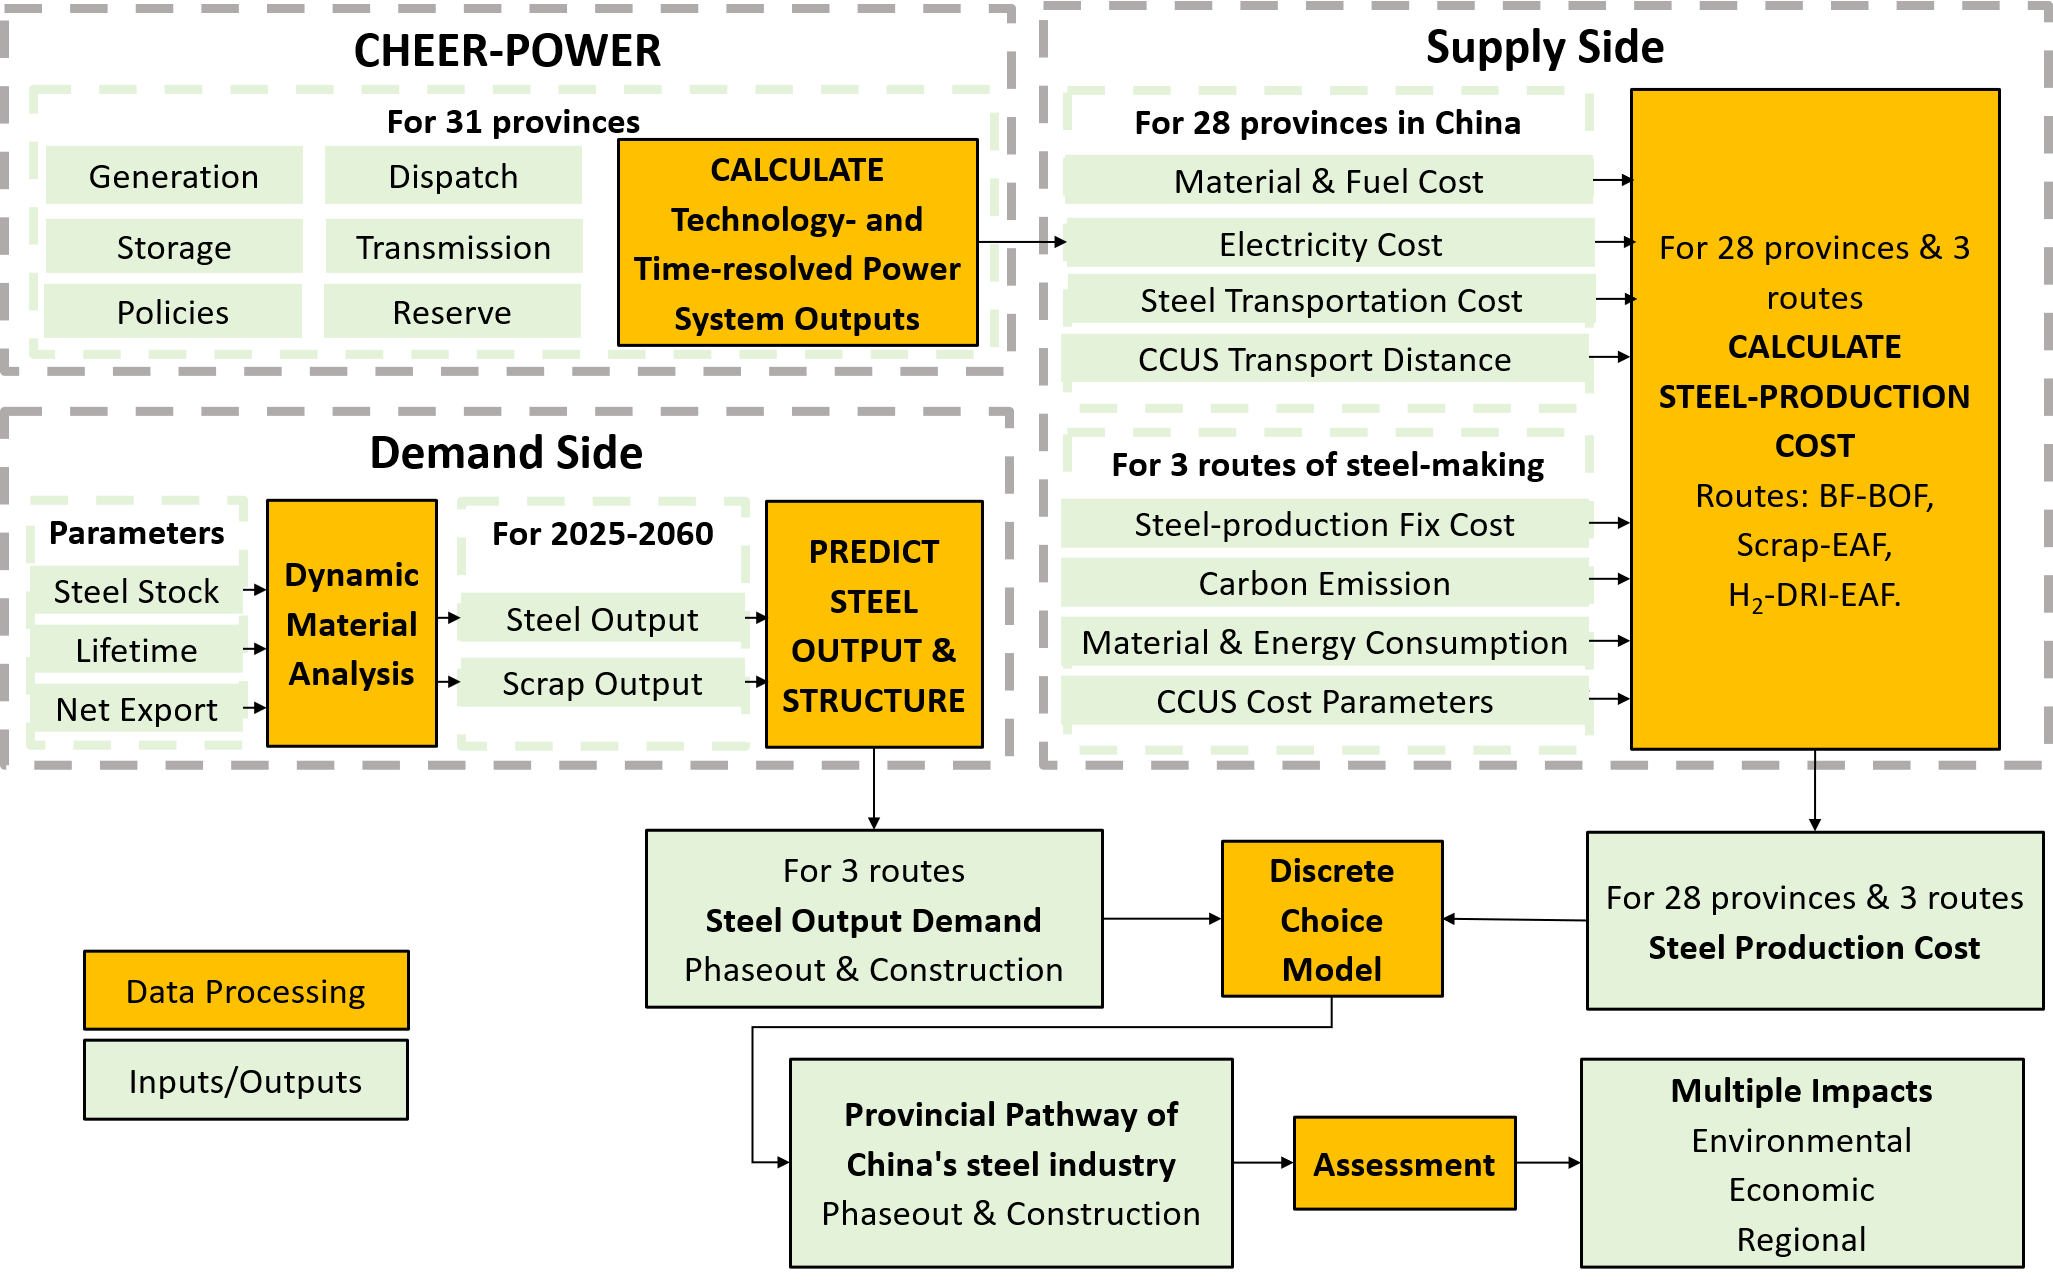 CHEER-POWER
For 31 provinces
Generation
Dispatch
Storage
Transmission
Policies
Reserve
CALCULATE
Technology- and
Time-resolved Power
System Outputs
Supply Side
For 28 provinces in China
Material & Fuel Cost
Electricity Cost
Steel Transportation Cost
CCUS Transport Distance
For 3 routes of steel-making
Steel-production Fix Cost
Carbon Emission
Material & Energy Consumption
CCUS Cost Parameters
For 28 provinces & 3
routes
CALCULATE
STEEL-PRODUCTION
COST
Routes: BF-BOF,
Scrap-EAF,
H₂-DRI-EAF.
Demand Side
Parameters
Steel Stock
Lifetime
Net Export
Dynamic
Material
Analysis
For 2025-2060
Steel Output
Scrap Output
PREDICT
STEEL
OUTPUT &
STRUCTURE
For 3 routes
Steel Output Demand
Phaseout & Construction
Discrete
Choice
Model
For 28 provinces & 3 routes
Steel Production Cost
Data Processing
Inputs/Outputs
Provincial Pathway of
China's steel industry
Phaseout & Construction
Assessment
Multiple Impacts
Environmental
Economic
Regional